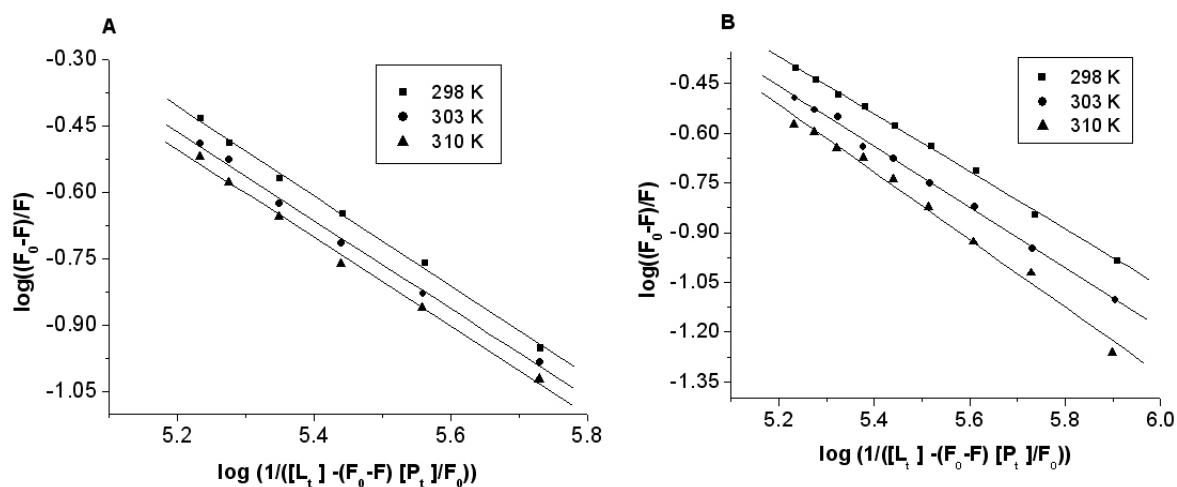 A
log((F₀-F)/F)
-0.30
-0.45
-0.60
-0.75
-0.90
-1.05
298 K
303 K
310 K
5.2 5.4 5.6 5.8
log (1/([Lₜ ] -(F₀-F) [Pₜ]/F₀))
B
log((F₀-F)/F)
-0.45
-0.60
-0.75
-0.90
-1.05
-1.20
-1.35
298 K
303 K
310 K
5.2 5.4 5.6 5.8 6.0
log (1/([Lₜ ] -(F₀-F) [Pₜ]/F₀))